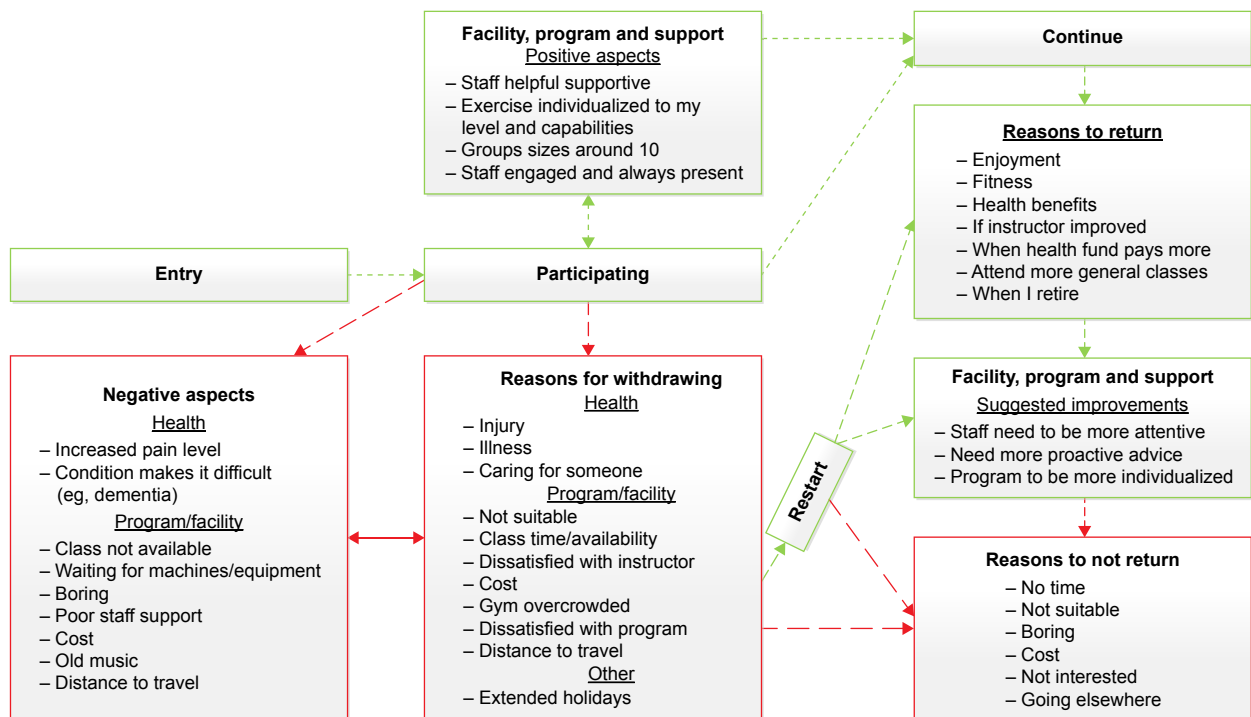 Facility, program and support
Positive aspects
– Staff helpful supportive
– Exercise individualized to my
level and capabilities
– Groups sizes around 10
– Staff engaged and always present
Continue
Reasons to return
– Enjoyment
– Fitness
– Health benefits
– If instructor improved
– When health fund pays more
– Attend more general classes
– When I retire
Entry
Participating
Negative aspects
Health
– Increased pain level
– Condition makes it difficult
(eg, dementia)
Program/facility
– Class not available
– Waiting for machines/equipment
– Boring
– Poor staff support
– Cost
– Old music
– Distance to travel
Reasons for withdrawing
Health
– Injury
– Illness
– Caring for someone
Program/facility
– Not suitable
– Class time/availability
– Dissatisfied with instructor
– Cost
– Gym overcrowded
– Dissatisfied with program
– Distance to travel
Other
– Extended holidays
Restart
Facility, program and support
Suggested improvements
– Staff need to be more attentive
– Need more proactive advice
– Program to be more individualized
Reasons to not return
– No time
– Not suitable
– Boring
– Cost
– Not interested
– Going elsewhere